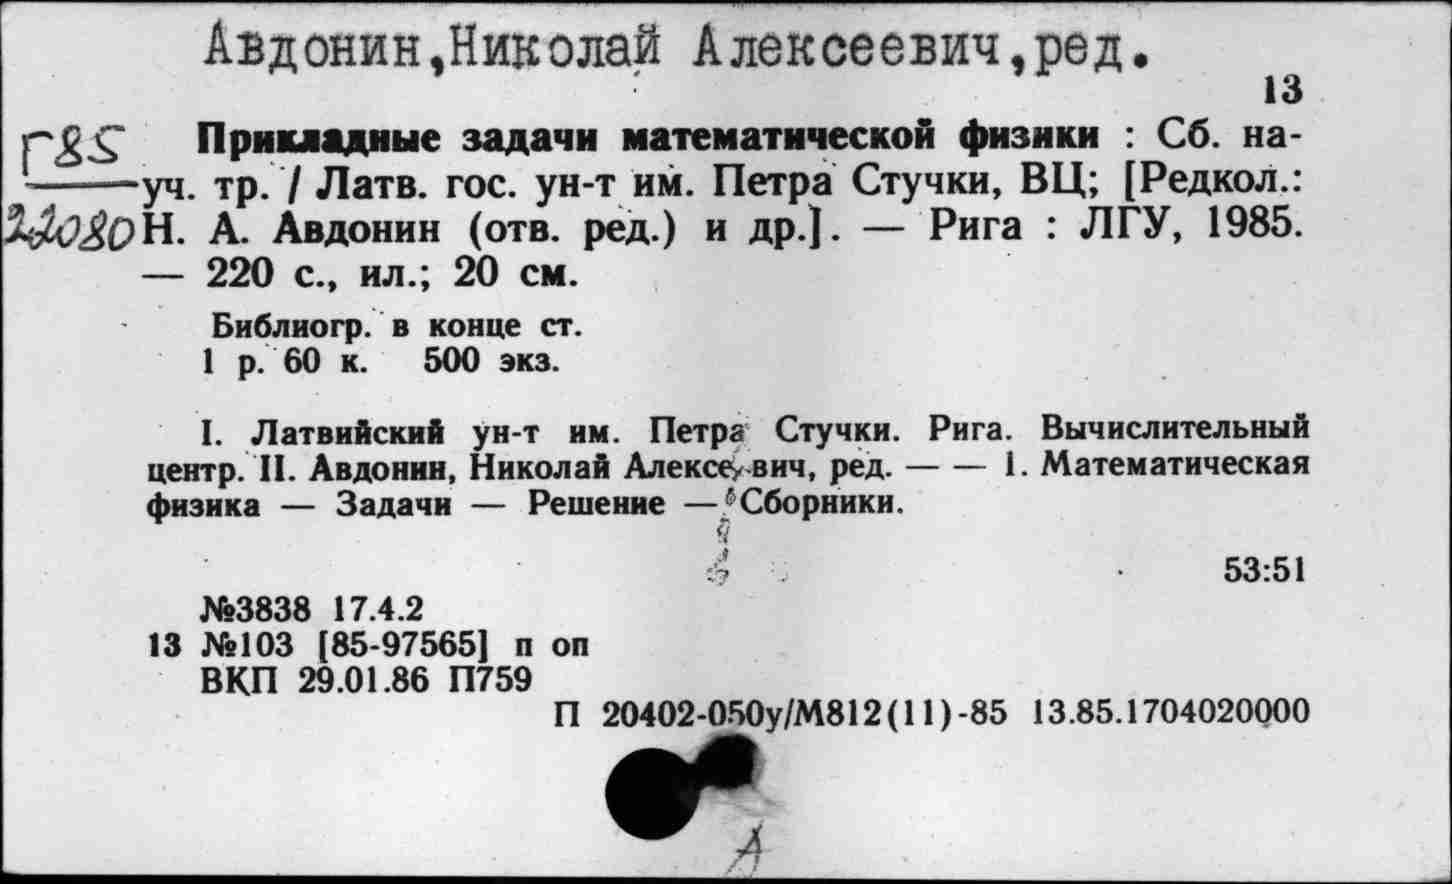 Авдонин,Николай Алексеевич,ред.
13
Г85
22080
Прикладные задачи математической физики : Сб. на-
уч. тр. / Латв. гос. ун-т им. Петра Стучки, ВЦ; [Редкол.:
Н. А. Авдонин (отв. ред.) и др.]. — Рига : ЛГУ, 1985.
— 220 с., ил.; 20 см.
Библиогр. в конце ст.
1 р. 60 к. 500 экз.
I. Латвийский ун-т им. Петра Стучки. Рига. Вычислительный
центр. II. Авдонин, Николай Алексеевич, ред. — — 1. Математическая
физика — Задачи — Решение — Сборники.
53:51
№3838 17.4.2
13 №103 [85-97565] п оп
ВКП 29.01.86 П759
П 20402-050у/М812(11)-85 13.85.1704020000
А